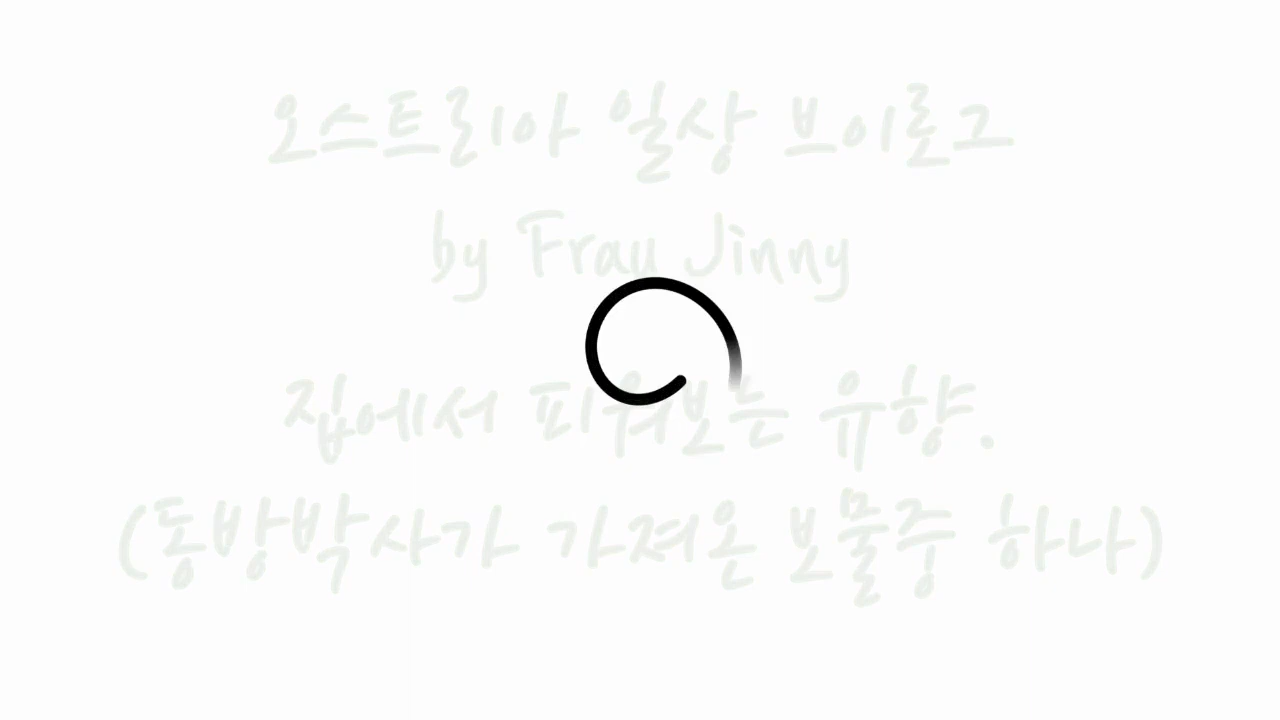 오스트리아 일상 브이로그
by Frau Jinny
집에서 피워보는 유향.
(동방박사가 가져온 보물중 하나)